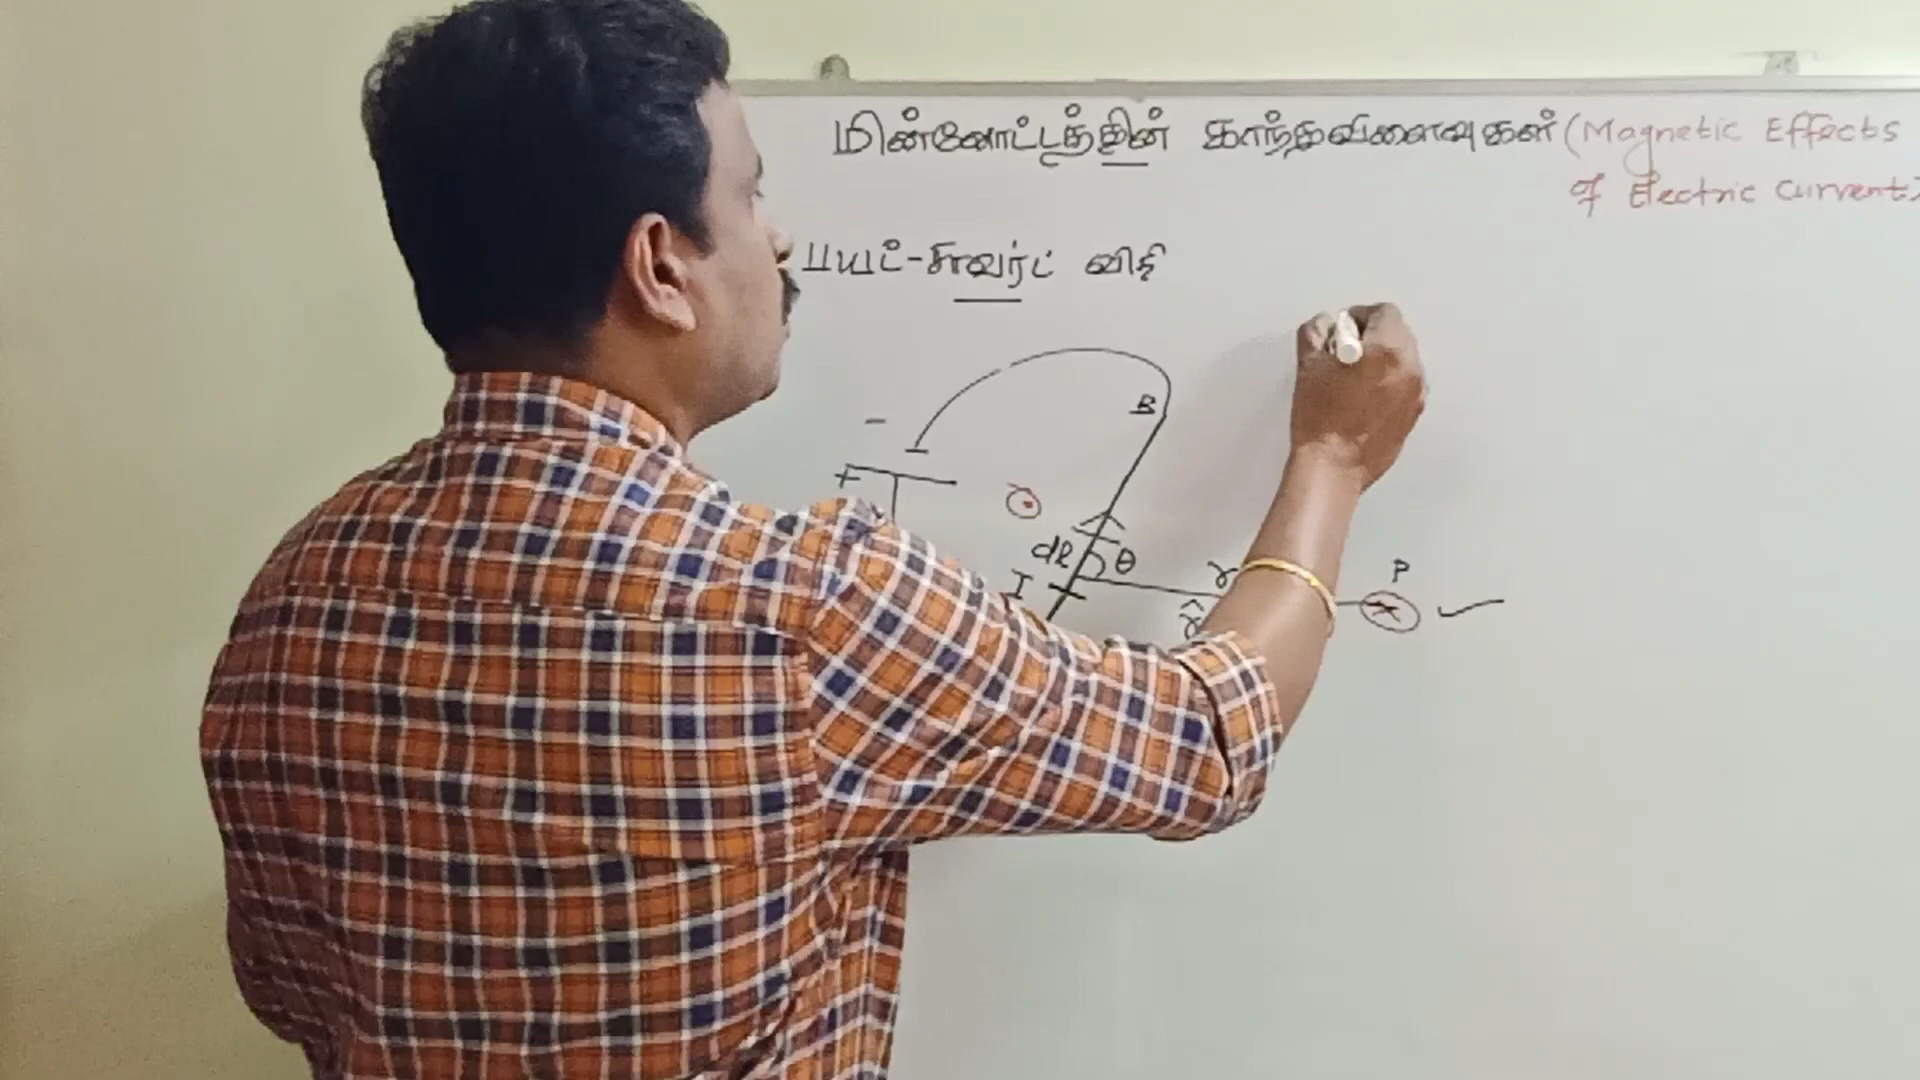 மின்னோட்டத்தின் காந்தவிளைவுகள் (Magnetic Effects
of Electric Current)
பயட்-சாவர்ட் விதி
B
-
+
dl θ
I
r
P
r̂